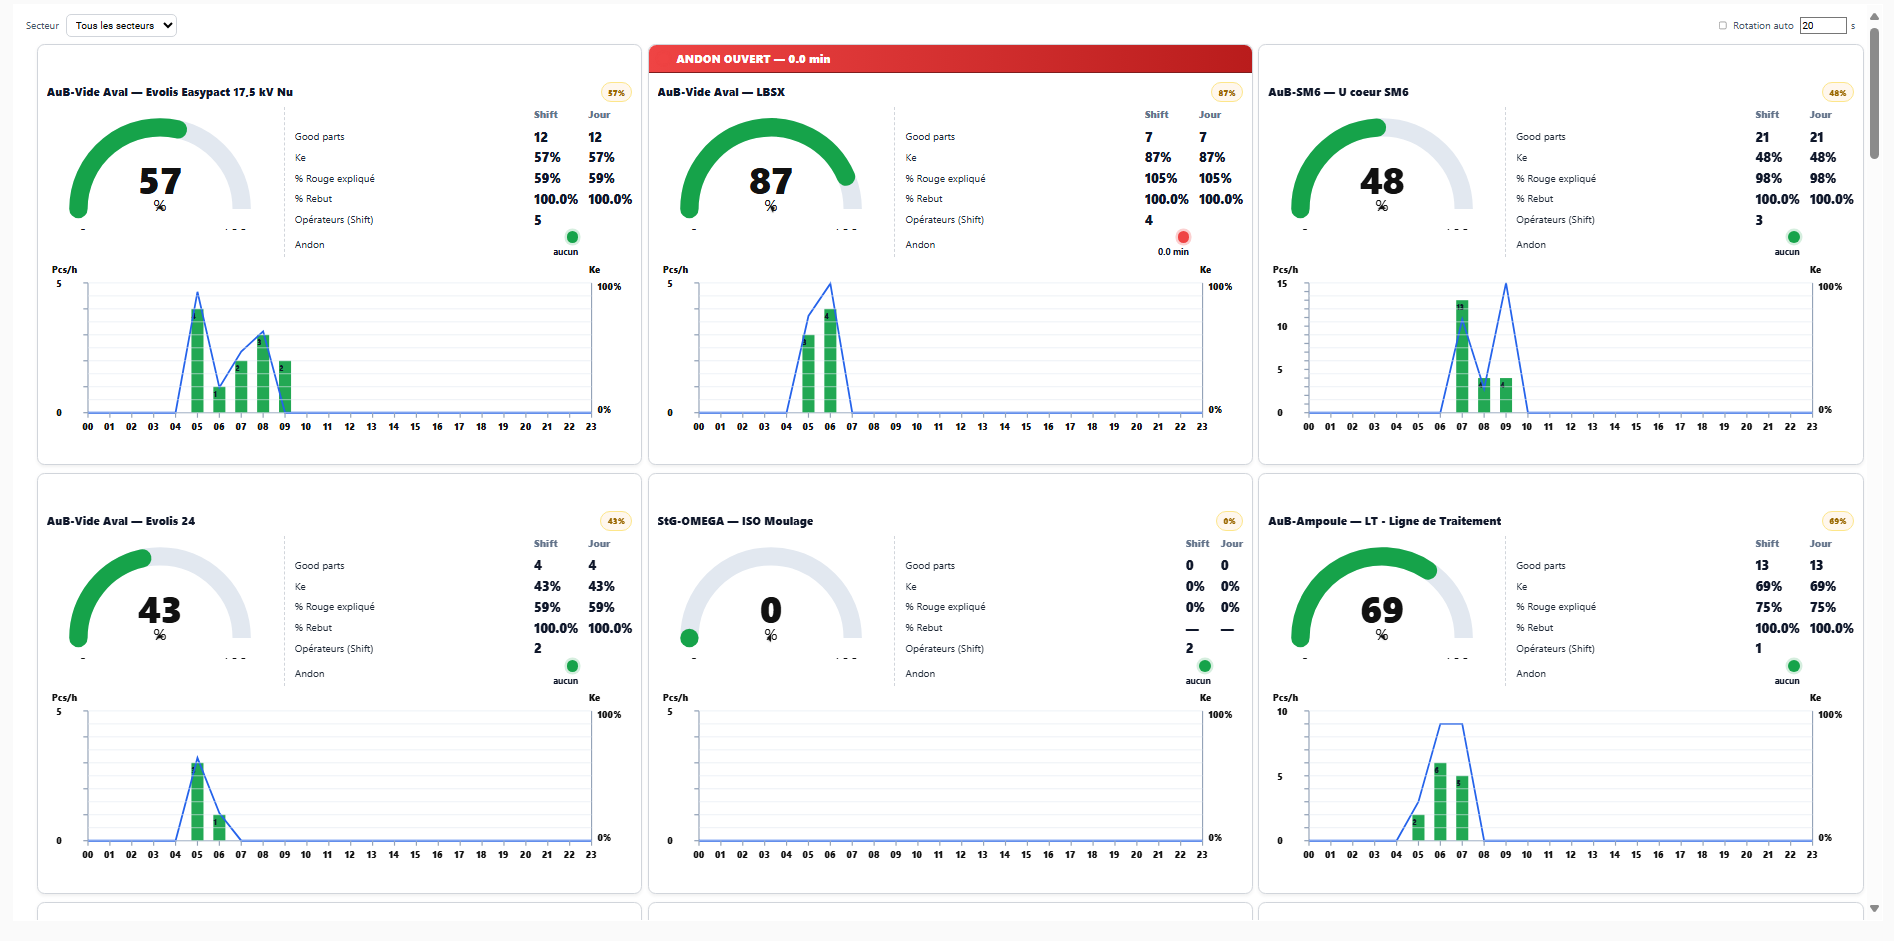 Secteur Tous les secteurs Rotation auto 20 s
AuB-Vide Aval — Evolis Easypact 17,5 kV Nu 57%
57
%
Shift Jour
Good parts 12 12
Ke 57% 57%
% Rouge expliqué 59% 59%
% Rebut 100.0% 100.0%
Opérateurs (Shift) 5
Andon
aucun
Pcs/h Ke
5 100%
4
3
2 2
1
0 0%
00 01 02 03 04 05 06 07 08 09 10 11 12 13 14 15 16 17 18 19 20 21 22 23
ANDON OUVERT — 0.0 min
AuB-Vide Aval — LBSX 87%
87
%
Shift Jour
Good parts 7 7
Ke 87% 87%
% Rouge expliqué 105% 105%
% Rebut 100.0% 100.0%
Opérateurs (Shift) 4
Andon
0.0 min
Pcs/h Ke
5 100%
4
3
0 0%
00 01 02 03 04 05 06 07 08 09 10 11 12 13 14 15 16 17 18 19 20 21 22 23
AuB-SM6 — U coeur SM6 48%
48
%
Shift Jour
Good parts 21 21
Ke 48% 48%
% Rouge expliqué 98% 98%
% Rebut 100.0% 100.0%
Opérateurs (Shift) 3
Andon
aucun
Pcs/h Ke
15 100%
13
10
5
4 4
0 0%
00 01 02 03 04 05 06 07 08 09 10 11 12 13 14 15 16 17 18 19 20 21 22 23
AuB-Vide Aval — Evolis 24 43%
43
%
Shift Jour
Good parts 4 4
Ke 43% 43%
% Rouge expliqué 59% 59%
% Rebut 100.0% 100.0%
Opérateurs (Shift) 2
Andon
aucun
Pcs/h Ke
5 100%
3
1
0 0%
00 01 02 03 04 05 06 07 08 09 10 11 12 13 14 15 16 17 18 19 20 21 22 23
StG-OMEGA — ISO Moulage 0%
0
%
Shift Jour
Good parts 0 0
Ke 0% 0%
% Rouge expliqué 0% 0%
% Rebut — —
Opérateurs (Shift) 2
Andon
aucun
Pcs/h Ke
5 100%
0 0%
00 01 02 03 04 05 06 07 08 09 10 11 12 13 14 15 16 17 18 19 20 21 22 23
AuB-Ampoule — LT - Ligne de Traitement 69%
69
%
Shift Jour
Good parts 13 13
Ke 69% 69%
% Rouge expliqué 75% 75%
% Rebut 100.0% 100.0%
Opérateurs (Shift) 1
Andon
aucun
Pcs/h Ke
10 100%
6
5
5
2
0 0%
00 01 02 03 04 05 06 07 08 09 10 11 12 13 14 15 16 17 18 19 20 21 22 23